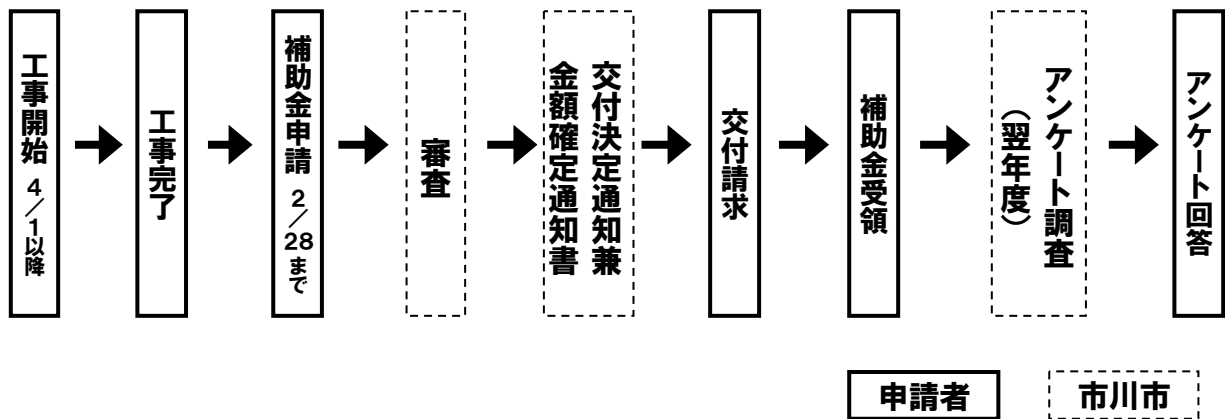 工事開始 4/1以降
工事完了
補助金申請 2/28まで
審査
交付決定通知兼
金額確定通知書
交付請求
補助金受領
アンケート調査
（翌年度）
アンケート回答
申請者
市川市